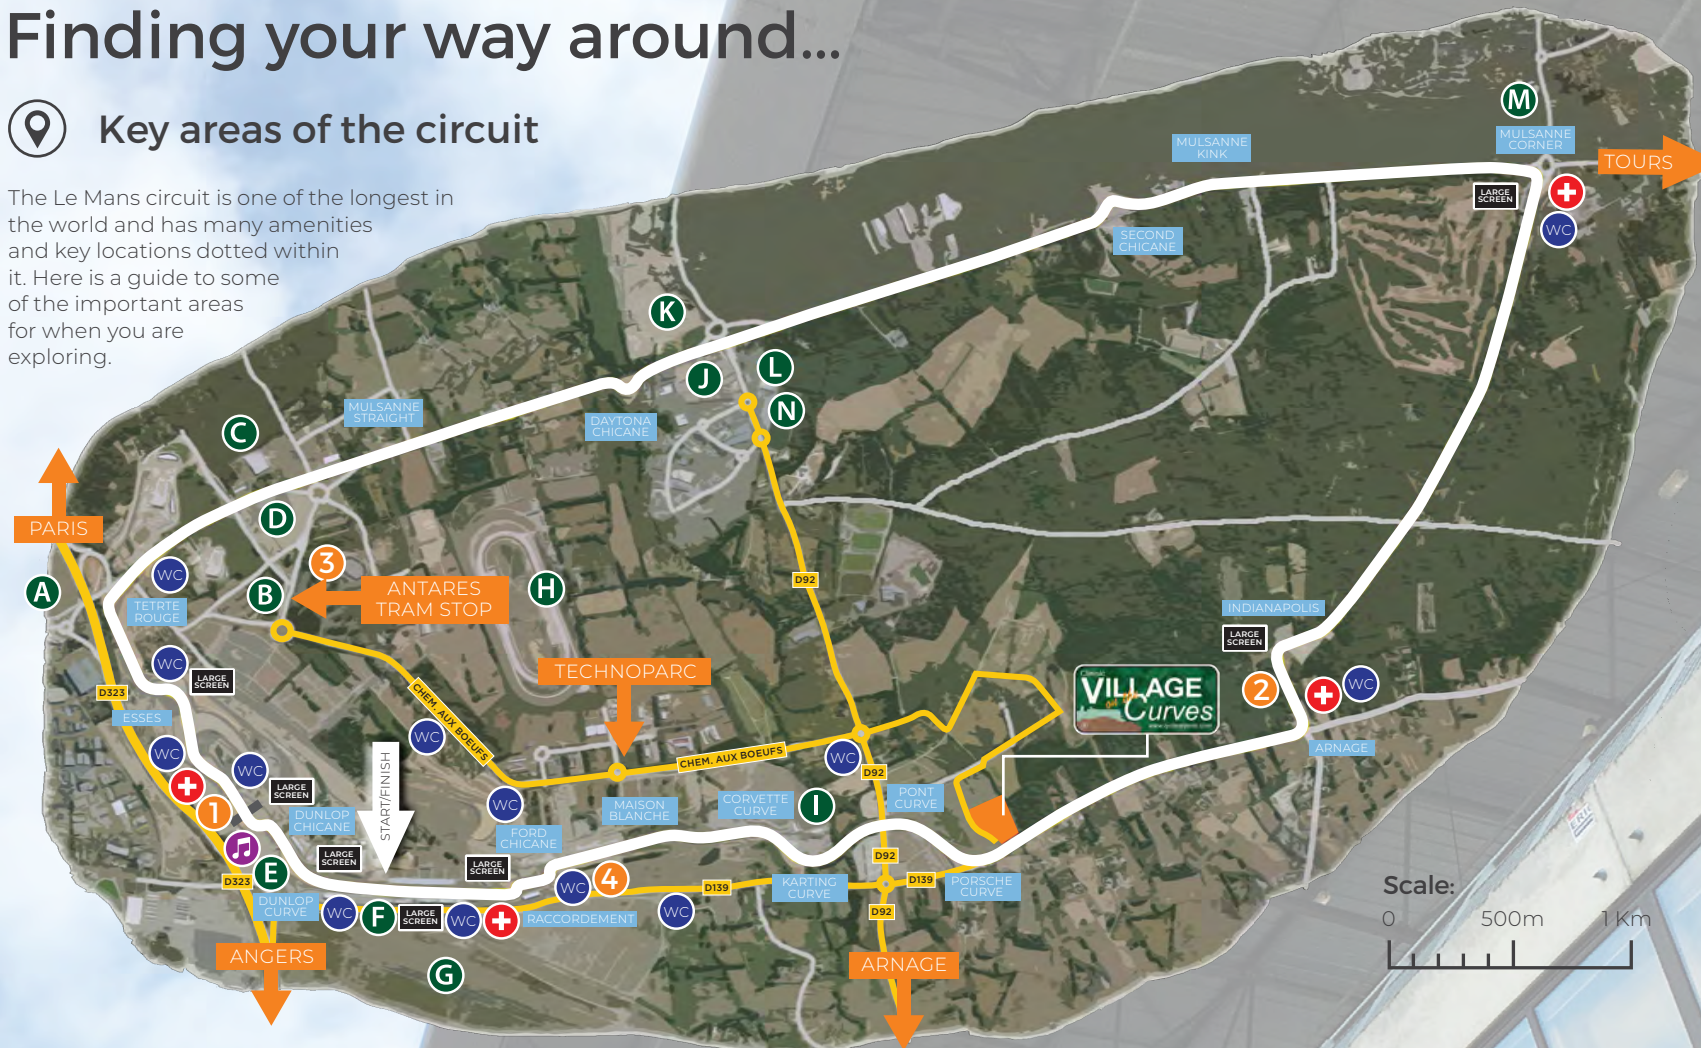 Finding your way around...
Key areas of the circuit
The Le Mans circuit is one of the longest in
the world and has many amenities
and key locations dotted within
it. Here is a guide to some
of the important areas
for when you are
exploring.
M
MULSANNE
CORNER
TOURS
MULSANNE
KINK
LARGE
SCREEN
WC
SECOND
CHICANE
K
J
L
N
MULSANNE
STRAIGHT
DAYTONA
CHICANE
C
D
PARIS
A
WC
TETRTE
ROUGE
B
3
ANTARES
TRAM STOP
H
D92
INDIANAPOLIS
LARGE
SCREEN
2
WC
ARNAGE
WC
LARGE
SCREEN
D323
ESSES
TECHNOPARC
CHEM. AUX BOEUFS
WC
CHEM. AUX BOEUFS
WC
D92
VILLAGE
at the
Curves
WC
WC
LARGE
SCREEN
1
DUNLOP
CHICANE
START/FINISH
WC
FORD
CHICANE
MAISON
BLANCHE
CORVETTE
CURVE
I
PONT
CURVE
LARGE
SCREEN
LARGE
SCREEN
E
D323
DUNLOP
CURVE
WC
F
LARGE
SCREEN
WC
RACCORDEMENT
WC
4
WC
D139
KARTING
CURVE
D92
D139
PORSCHE
CURVE
D92
ANGERS
G
ARNAGE
Scale:
0 500m 1 Km